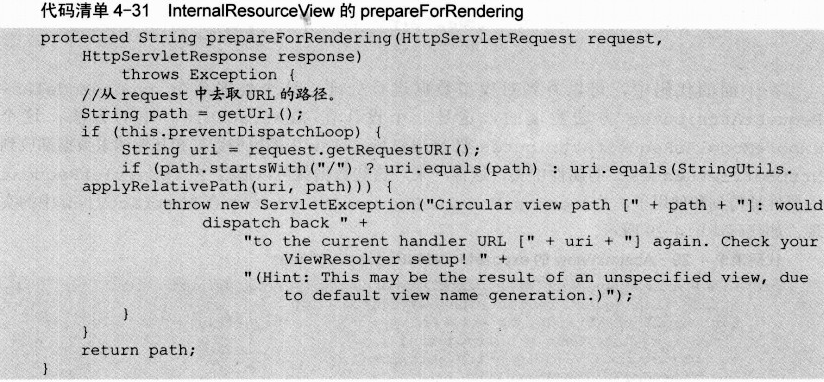 代码清单 4-31 InternalResourceView 的 prepareForRendering
protected String prepareForRendering(HttpServletRequest request,
HttpServletResponse response)
throws Exception {
//从 request 中去取 URL 的路径。
String path = getUrl();
if (this.preventDispatchLoop) {
String uri = request.getRequestURI();
if (path.startsWith("/") ? uri.equals(path) : uri.equals(StringUtils.
applyRelativePath(uri, path))) {
throw new ServletException("Circular view path [" + path + "]: would
dispatch back " +
"to the current handler URL [" + uri + "] again. Check your
ViewResolver setup! " +
"(Hint: This may be the result of an unspecified view, due
to default view name generation.)");
}
}
return path;
}